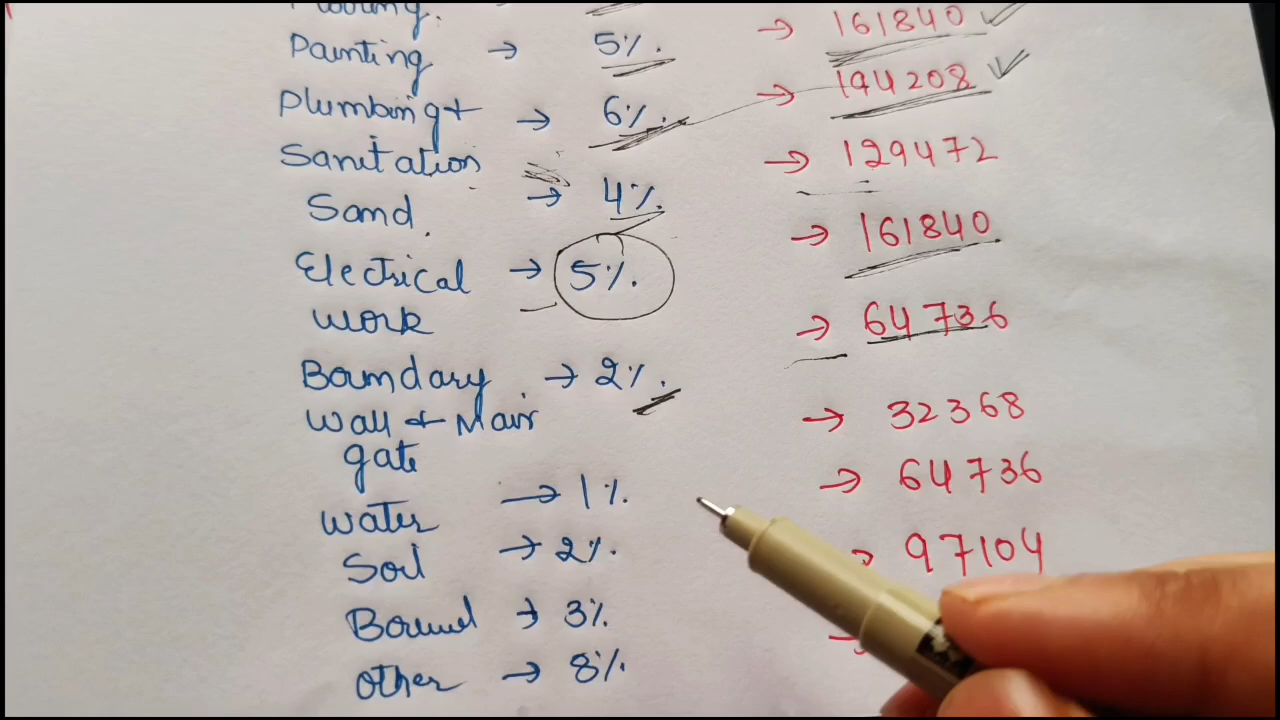 Painting → 5%. → 161840
Plumbing + → 6%. → 194208
Sanitation → 129472
Sand → 4%.
→ 161840
Electrical → 5%.
work → 64736
Boundary → 2%.
Wall & Main → 32368
gate → 64736
Water → 1%.
Soil → 2%. → 97104
→ 3%.
other → 8%.